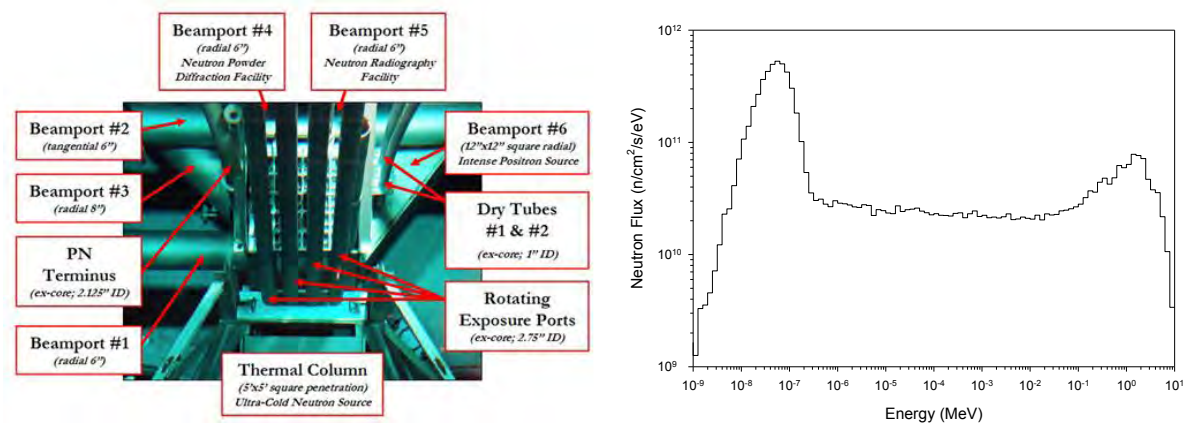 Beamport #4
(radial 6")
Neutron Powder
Diffraction Facility
Beamport #5
(radial 6")
Neutron Radiography
Facility
Beamport #2
(tangential 6")
Beamport #6
(12"x12" square radial)
Intense Positron Source
Beamport #3
(radial 8")
Dry Tubes
#1 & #2
(ex-core; 1" ID)
PN
Terminus
(ex-core; 2.125" ID)
Rotating
Exposure Ports
(ex-core; 2.75" ID)
Beamport #1
(radial 6")
Thermal Column
(5'x5' square penetration)
Ultra-Cold Neutron Source
Neutron Flux (n/cm²/s/eV)
10¹²
10¹¹
10¹⁰
10⁹
10⁻⁹ 10⁻⁸ 10⁻⁷ 10⁻⁶ 10⁻⁵ 10⁻⁴ 10⁻³ 10⁻² 10⁻¹ 10⁰ 10¹
Energy (MeV)